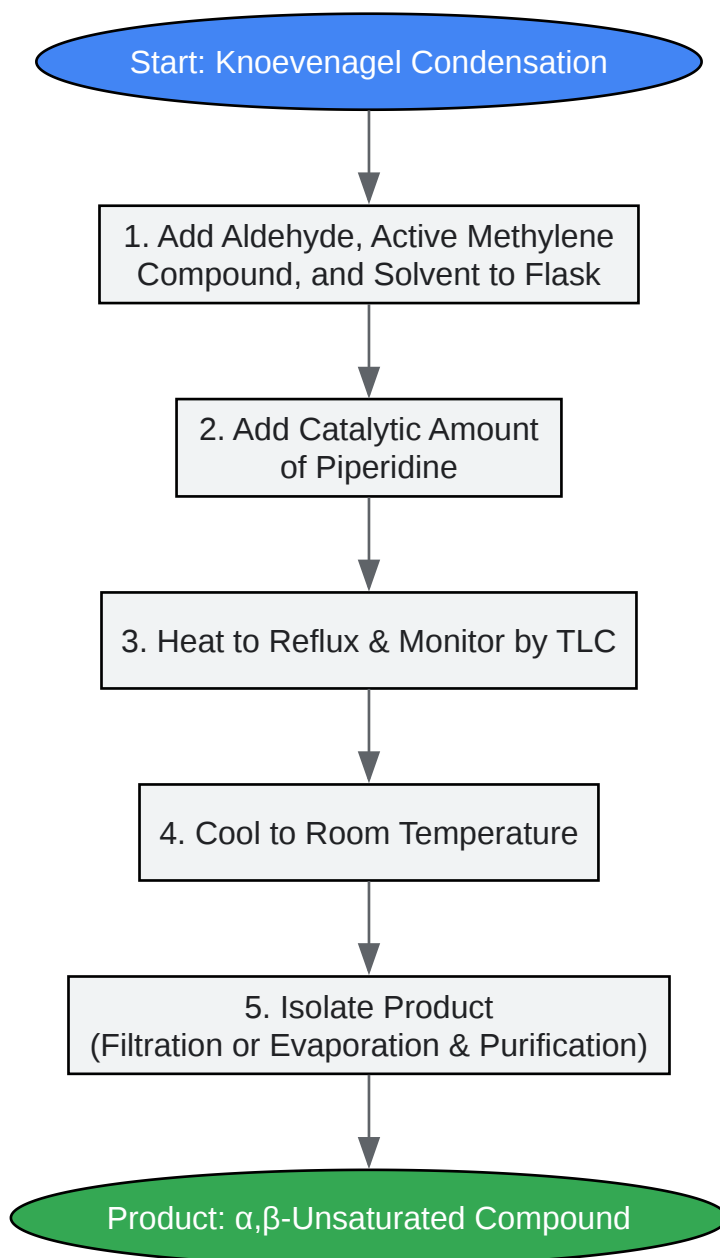 Start: Knoevenagel Condensation
1. Add Aldehyde, Active Methylene
Compound, and Solvent to Flask
2. Add Catalytic Amount
of Piperidine
3. Heat to Reflux & Monitor by TLC
4. Cool to Room Temperature
5. Isolate Product
(Filtration or Evaporation & Purification)
Product: α,β-Unsaturated Compound